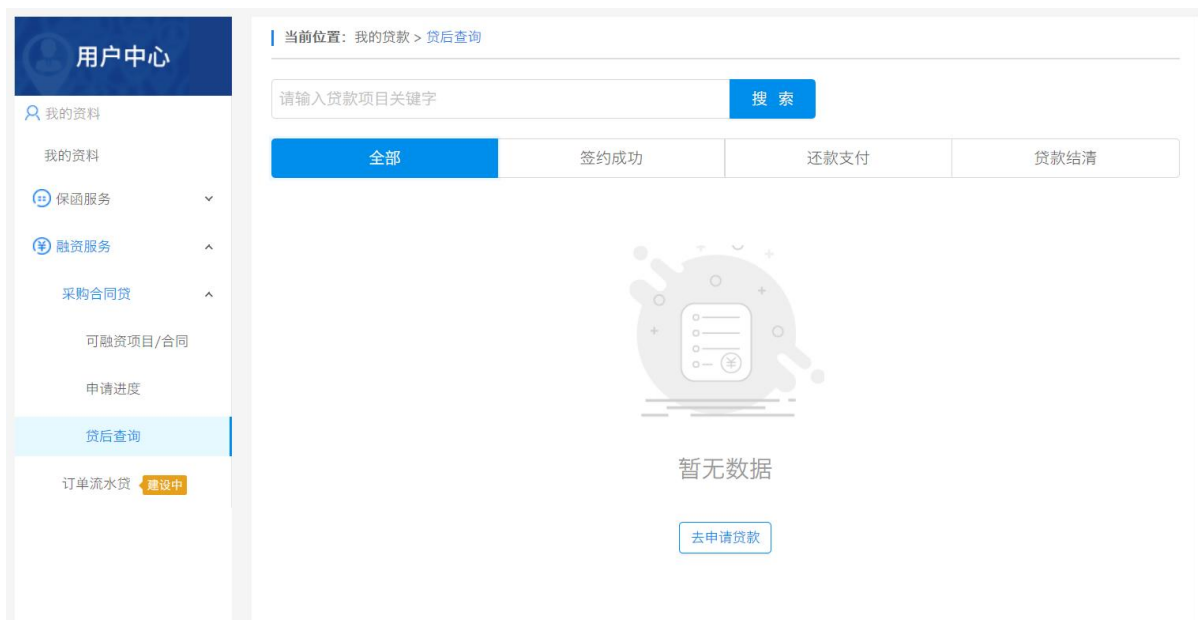 用户中心
我的资料
我的资料
保函服务
融资服务
采购合同贷
可融资项目/合同
申请进度
贷后查询
订单流水贷 建设中
当前位置：我的贷款 > 贷后查询
请输入贷款项目关键字 搜 索
全部 签约成功 还款支付 贷款结清
暂无数据
去申请贷款